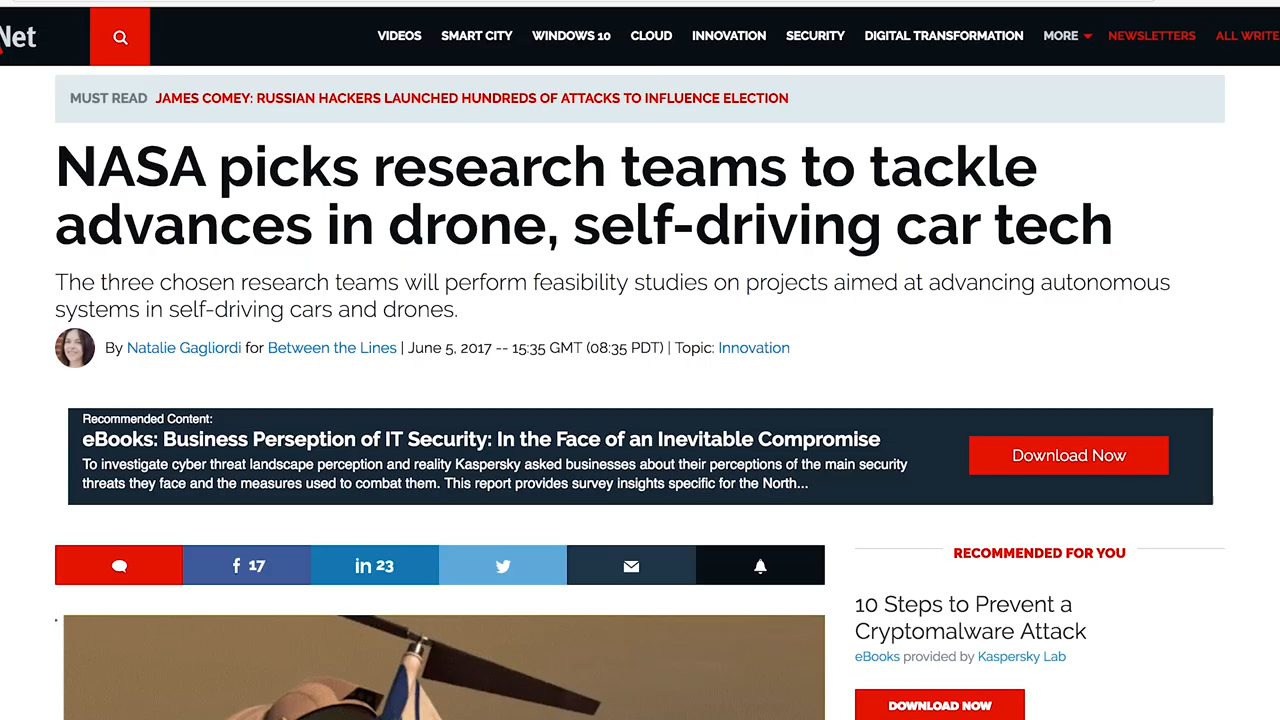 Net
VIDEOS SMART CITY WINDOWS 10 CLOUD INNOVATION SECURITY DIGITAL TRANSFORMATION MORE NEWSLETTERS ALL WRITE
MUST READ JAMES COMEY: RUSSIAN HACKERS LAUNCHED HUNDREDS OF ATTACKS TO INFLUENCE ELECTION
NASA picks research teams to tackle
advances in drone, self-driving car tech
The three chosen research teams will perform feasibility studies on projects aimed at advancing autonomous
systems in self-driving cars and drones.
By Natalie Gagliordi for Between the Lines | June 5, 2017 -- 15:35 GMT (08:35 PDT) | Topic: Innovation
Recommended Content:
eBooks: Business Perseption of IT Security: In the Face of an Inevitable Compromise
To investigate cyber threat landscape perception and reality Kaspersky asked businesses about their perceptions of the main security
threats they face and the measures used to combat them. This report provides survey insights specific for the North...
Download Now
f 17
in 23
RECOMMENDED FOR YOU
10 Steps to Prevent a
Cryptomalware Attack
eBooks provided by Kaspersky Lab
DOWNLOAD NOW